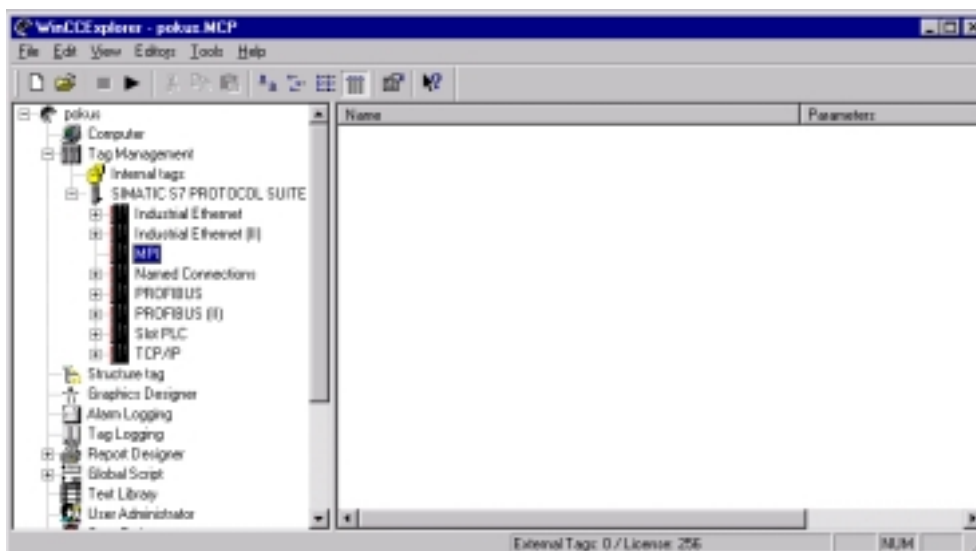 WinCCExplorer - pokus.MCP
File Edit View Editors Tools Help
Name Parameters
pokus
Computer
Tag Management
Internal tags
SIMATIC S7 PROTOCOL SUITE
Industrial Ethernet
Industrial Ethernet (II)
MPI
Named Connections
PROFIBUS
PROFIBUS (II)
Slot PLC
TCP/IP
Structure tag
Graphics Designer
Alarm Logging
Tag Logging
Report Designer
Global Script
Text Library
User Administrator
External Tags: 0 / License: 256 NUM